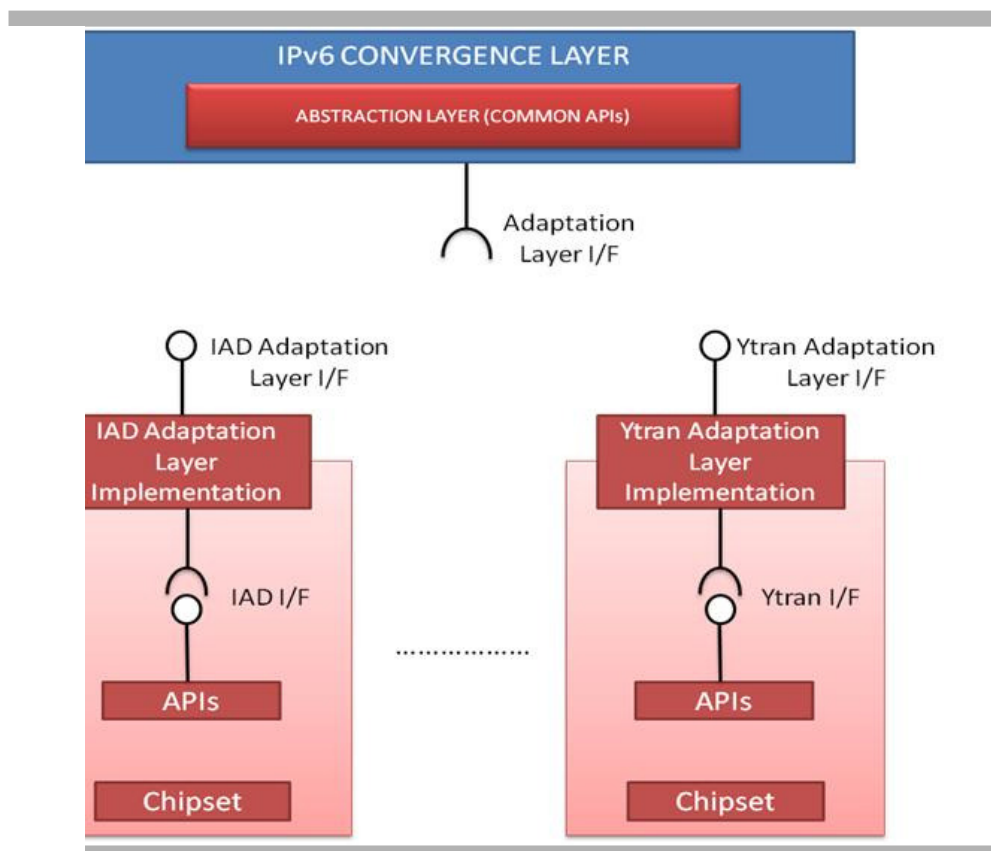 IPv6 CONVERGENCE LAYER
ABSTRACTION LAYER (COMMON APIs)
Adaptation
Layer I/F
IAD Adaptation
Layer I/F
Ytran Adaptation
Layer I/F
IAD Adaptation
Layer
Implementation
Ytran Adaptation
Layer
Implementation
IAD I/F
Ytran I/F
..................
APIs
APIs
Chipset
Chipset